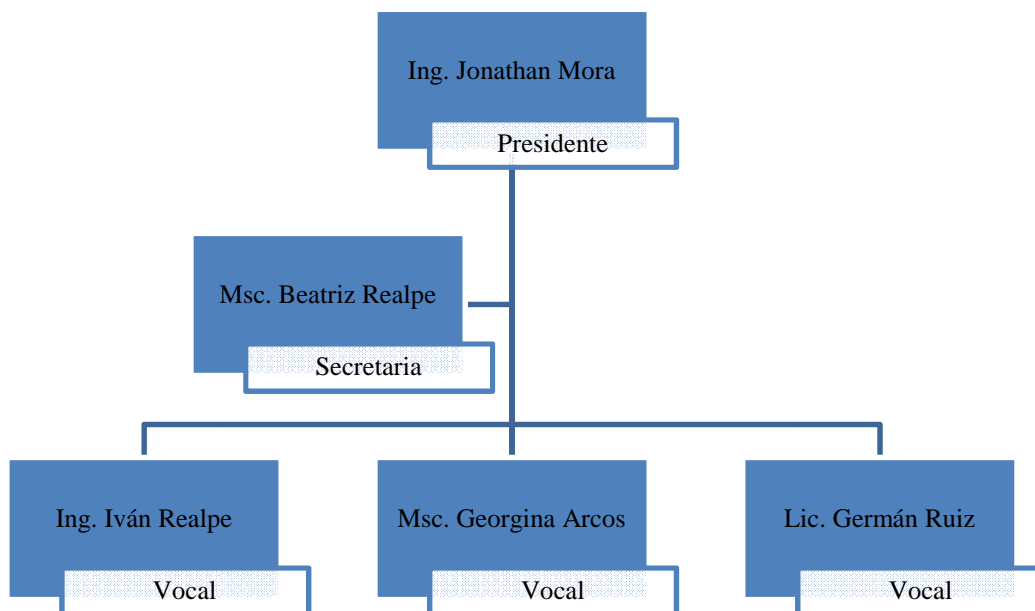 Ing. Jonathan Mora
Presidente
Msc. Beatriz Realpe
Secretaria
Ing. Iván Realpe
Vocal
Msc. Georgina Arcos
Vocal
Lic. Germán Ruiz
Vocal